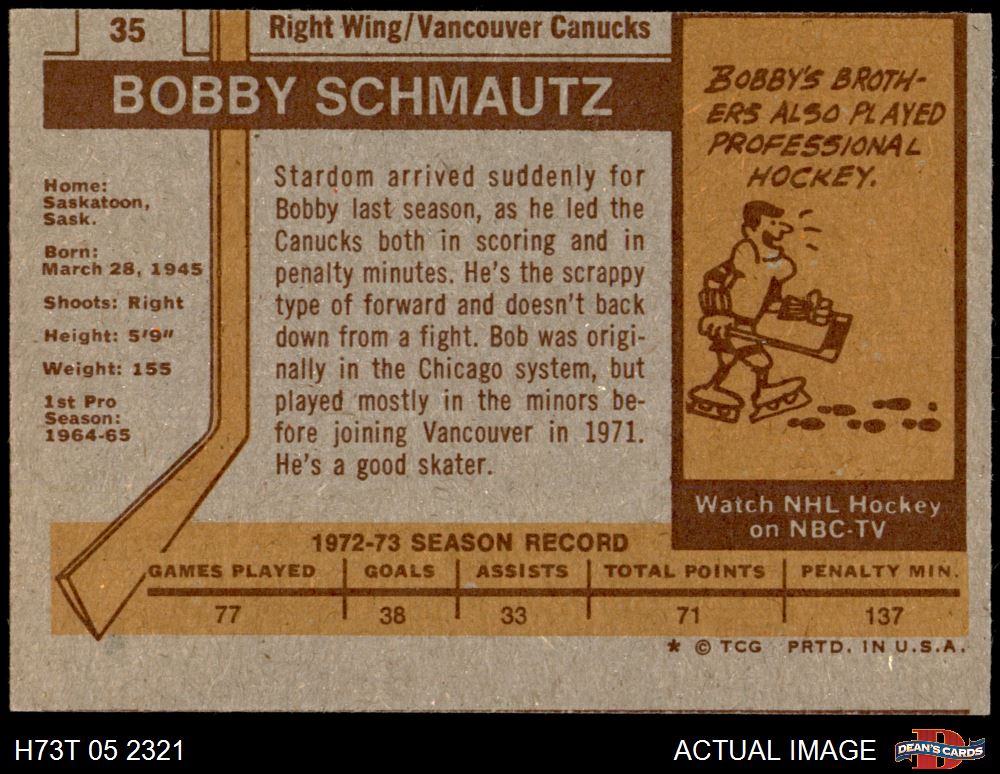 35
Right Wing/Vancouver Canucks
BOBBY SCHMAUTZ
BOBBY'S BROTH-
ERS ALSO PLAYED
PROFESSIONAL
HOCKEY.
Home:
Saskatoon,
Sask.
Born:
March 28, 1945
Shoots: Right
Height: 5'9"
Weight: 155
1st Pro
Season:
1964-65
Stardom arrived suddenly for
Bobby last season, as he led the
Canucks both in scoring and in
penalty minutes. He's the scrappy
type of forward and doesn't back
down from a fight. Bob was origi-
nally in the Chicago system, but
played mostly in the minors be-
fore joining Vancouver in 1971.
He's a good skater.
Watch NHL Hockey
on NBC-TV
1972-73 SEASON RECORD
GAMES PLAYED GOALS ASSISTS TOTAL POINTS PENALTY MIN.
77 38 33 71 137
* © TCG PRTD. IN U.S.A.
H73T 05 2321
ACTUAL IMAGE
DEAN'S CARDS